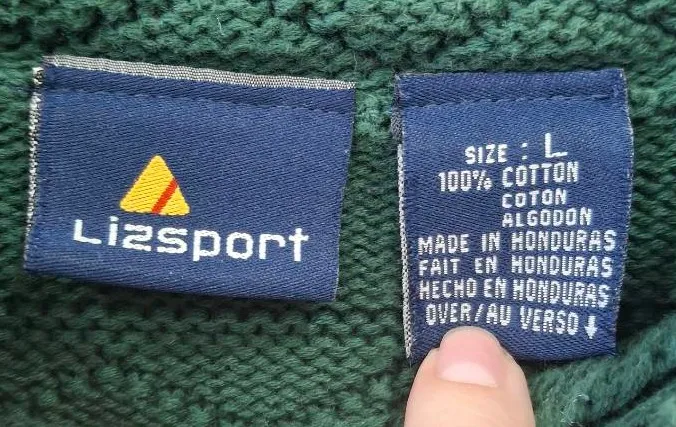 Lizsport
SIZE : L
100% COTTON
COTON
ALGODON
MADE IN HONDURAS
FAIT EN HONDURAS
HECHO EN HONDURAS
OVER/AU VERSO ↓